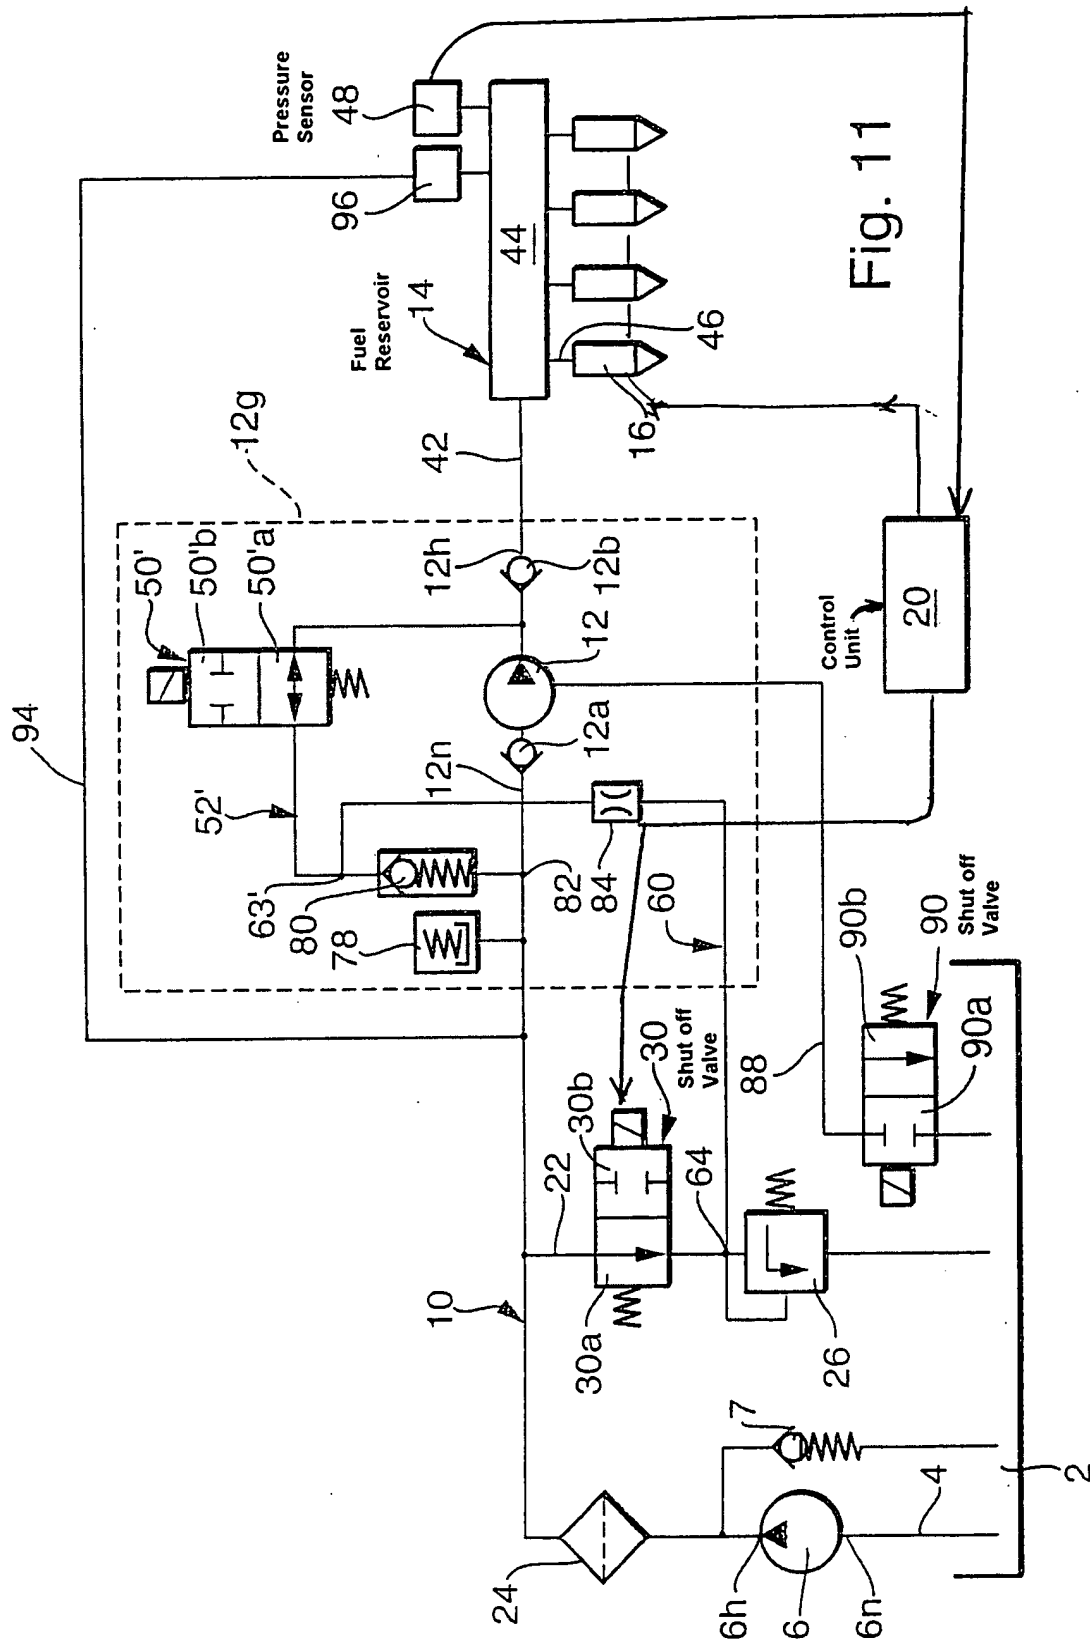 94
50'
50'b
50'a
12g
52'
63'
80
78
12n
12a
12
12h
12b
42
82
84
60
Fuel
Reservoir
14
44
96
48
Pressure
Sensor
46
16
Fig. 11
Control
Unit
20
10
22
30a
30b
30
Shut off
Valve
64
26
88
90b
90
Shut off
Valve
90a
24
7
6h
6
6n
4
2